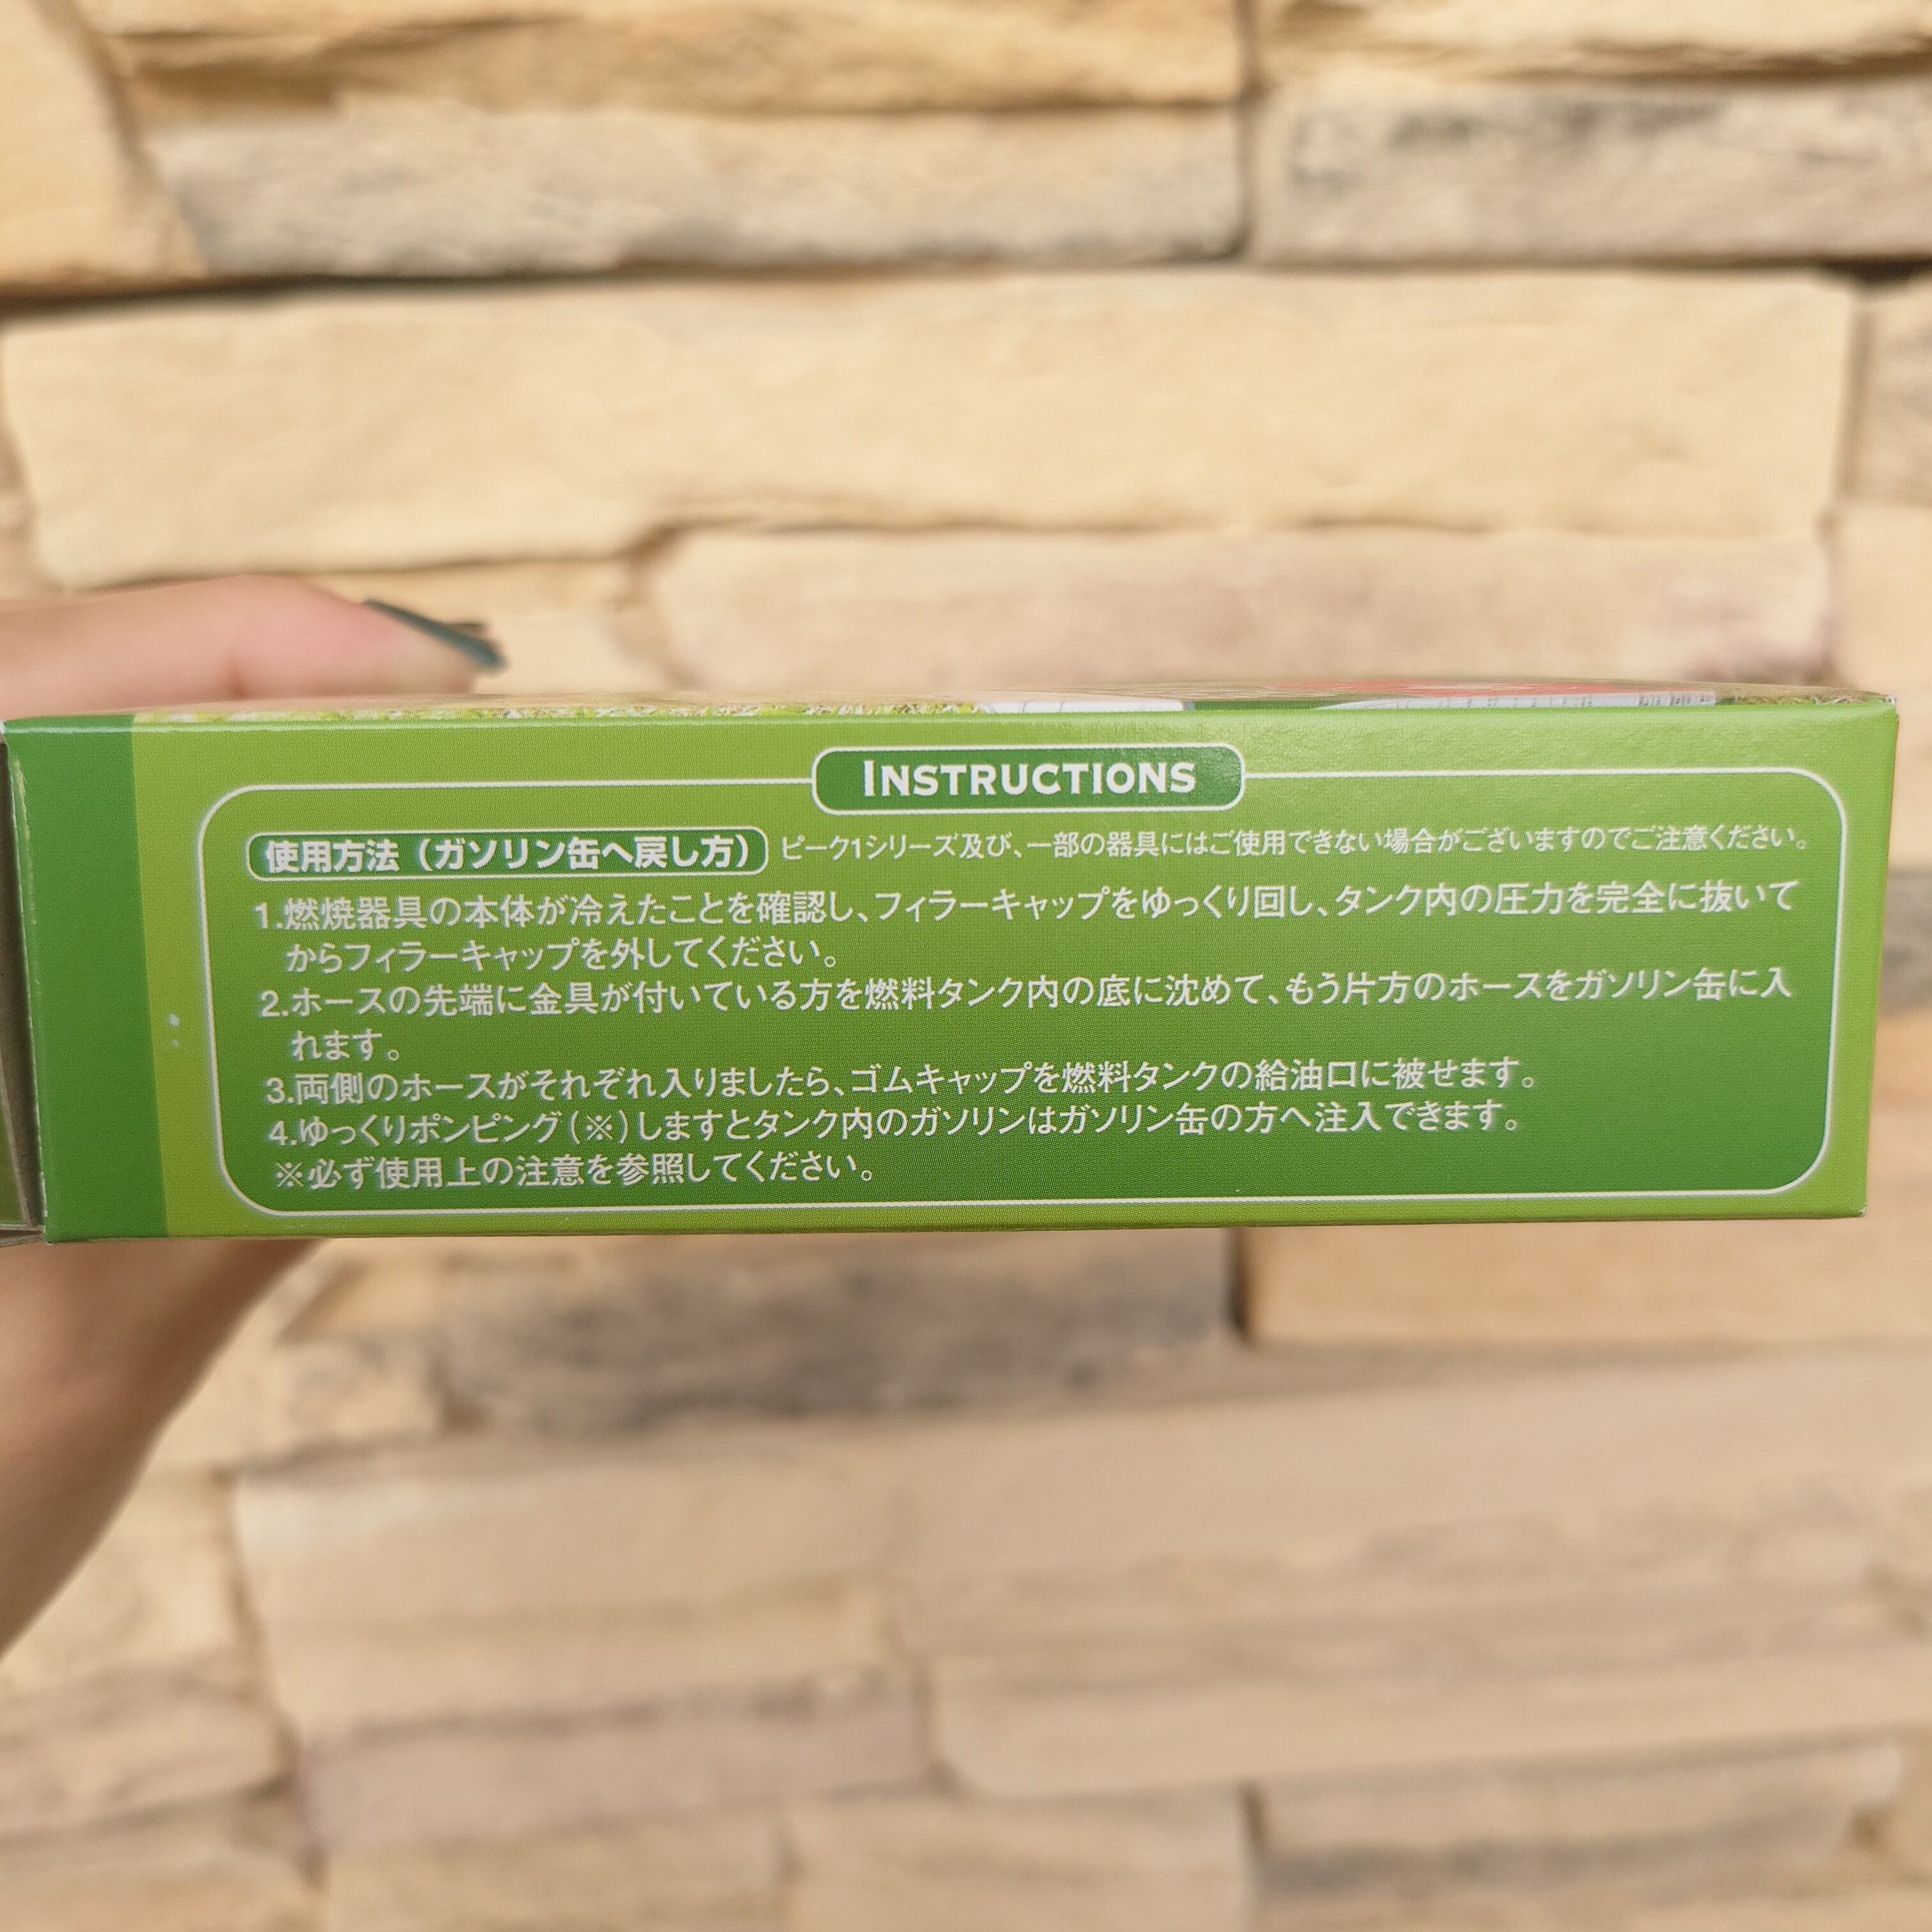 INSTRUCTIONS
使用方法（ガソリン缶へ戻し方） ピーク1シリーズ及び、一部の器具にはご使用できない場合がございますのでご注意ください。
1.燃焼器具の本体が冷えたことを確認し、フィラーキャップをゆっくり回し、タンク内の圧力を完全に抜いて
からフィラーキャップを外してください。
2.ホースの先端に金具が付いている方を燃料タンク内の底に沈めて、もう片方のホースをガソリン缶に入
れます。
3.両側のホースがそれぞれ入りましたら、ゴムキャップを燃料タンクの給油口に被せます。
4.ゆっくりポンピング(※)しますとタンク内のガソリンはガソリン缶の方へ注入できます。
※必ず使用上の注意を参照してください。